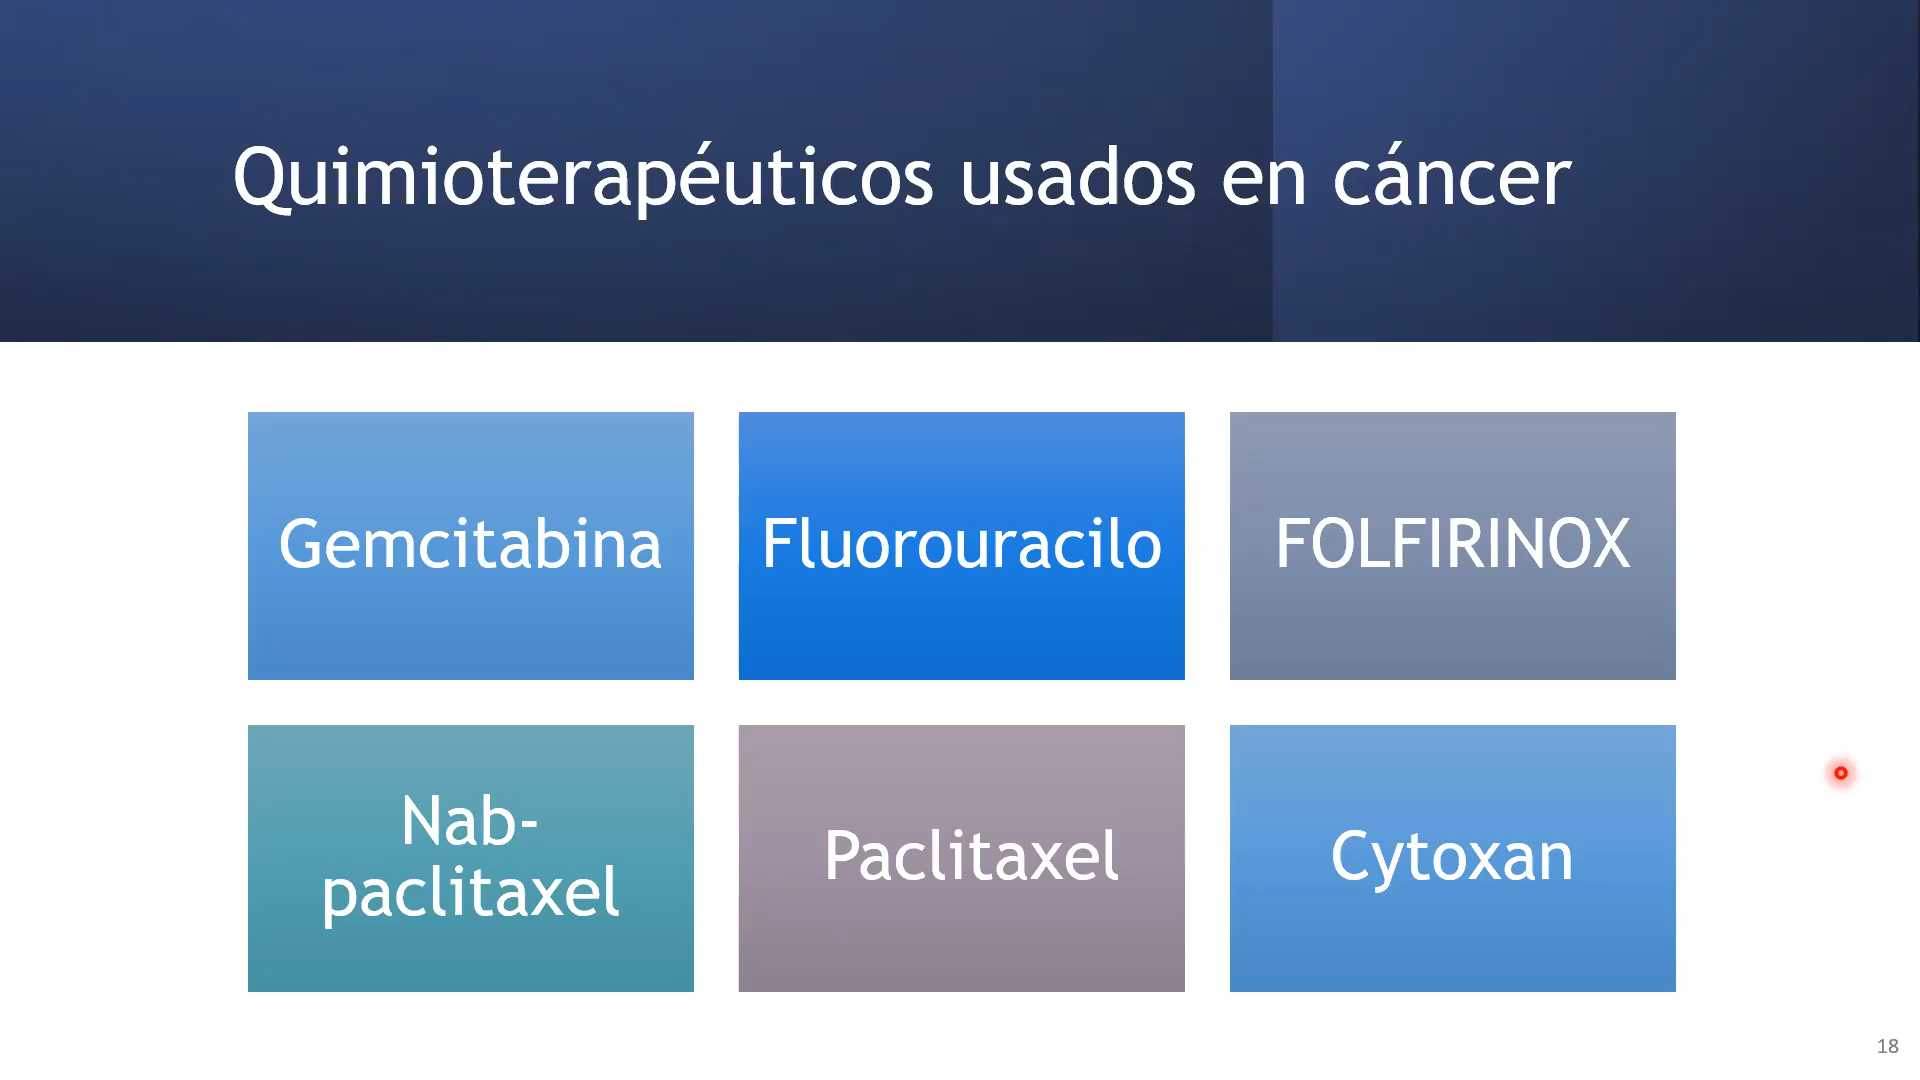 Quimioterapéuticos usados en cáncer
Gemcitabina
Fluorouracilo
FOLFIRINOX
Nab-
paclitaxel
Paclitaxel
Cytoxan
18